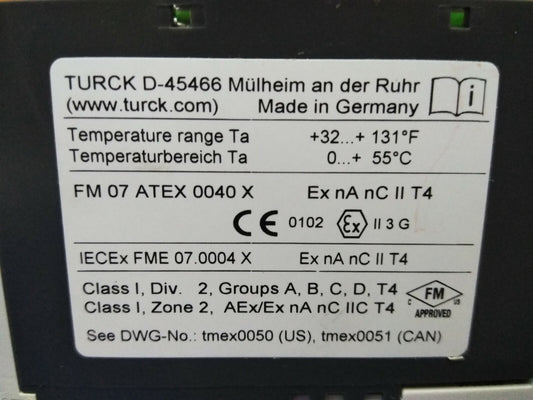 TURCK D-45466 Mülheim an der Ruhr
(www.turck.com) Made in Germany
i
Temperature range Ta +32...+ 131°F
Temperaturbereich Ta 0...+ 55°C
FM 07 ATEX 0040 X Ex nA nC II T4
CE 0102 Ex II 3 G
IECEx FME 07.0004 X Ex nA nC II T4
Class I, Div. 2, Groups A, B, C, D, T4
Class I, Zone 2, AEx/Ex nA nC IIC T4
C FM US
APPROVED
See DWG-No.: tmex0050 (US), tmex0051 (CAN)